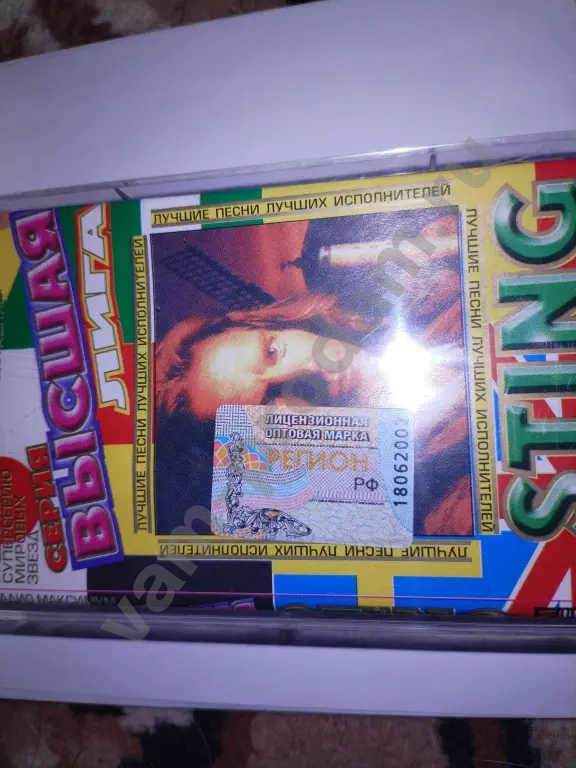 СУПЕРСЕРИЮ
МИРОВЫХ
ЗВЕЗД
СЕРИЯ
ВЫСШАЯ
ЛИГА
ЛУЧШИЕ ПЕСНИ ЛУЧШИХ ИСПОЛНИТЕЛЕЙ
ЛУЧШИЕ ПЕСНИ ЛУЧШИХ ИСПОЛНИТЕЛЕЙ
ЛУЧШИЕ ПЕСНИ ЛУЧШИХ ИСПОЛНИТЕЛЕЙ
ЛУЧШИЕ ПЕСНИ ЛУЧШИХ ИСПОЛНИТЕЛЕЙ
STING
ЛИЦЕНЗИОННАЯ
ОПТОВАЯ МАРКА
РЕГИОН
РФ
18062002